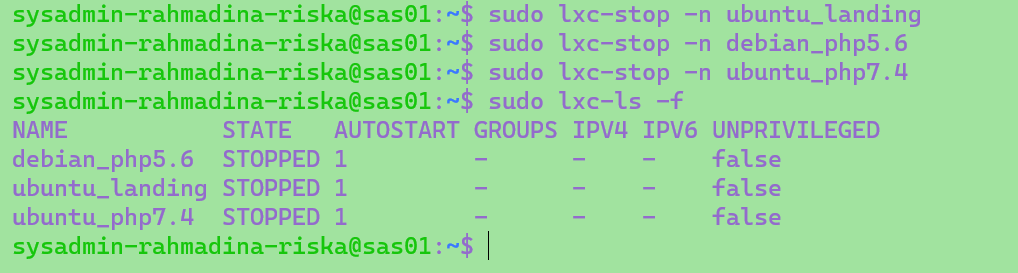 sysadmin-rahmadina-riska@sas01:~$ sudo lxc-stop -n ubuntu_landing
sysadmin-rahmadina-riska@sas01:~$ sudo lxc-stop -n debian_php5.6
sysadmin-rahmadina-riska@sas01:~$ sudo lxc-stop -n ubuntu_php7.4
sysadmin-rahmadina-riska@sas01:~$ sudo lxc-ls -f
NAME           STATE   AUTOSTART GROUPS IPV4 IPV6 UNPRIVILEGED
debian_php5.6  STOPPED 1         -      -    -    false
ubuntu_landing STOPPED 1         -      -    -    false
ubuntu_php7.4  STOPPED 1         -      -    -    false
sysadmin-rahmadina-riska@sas01:~$